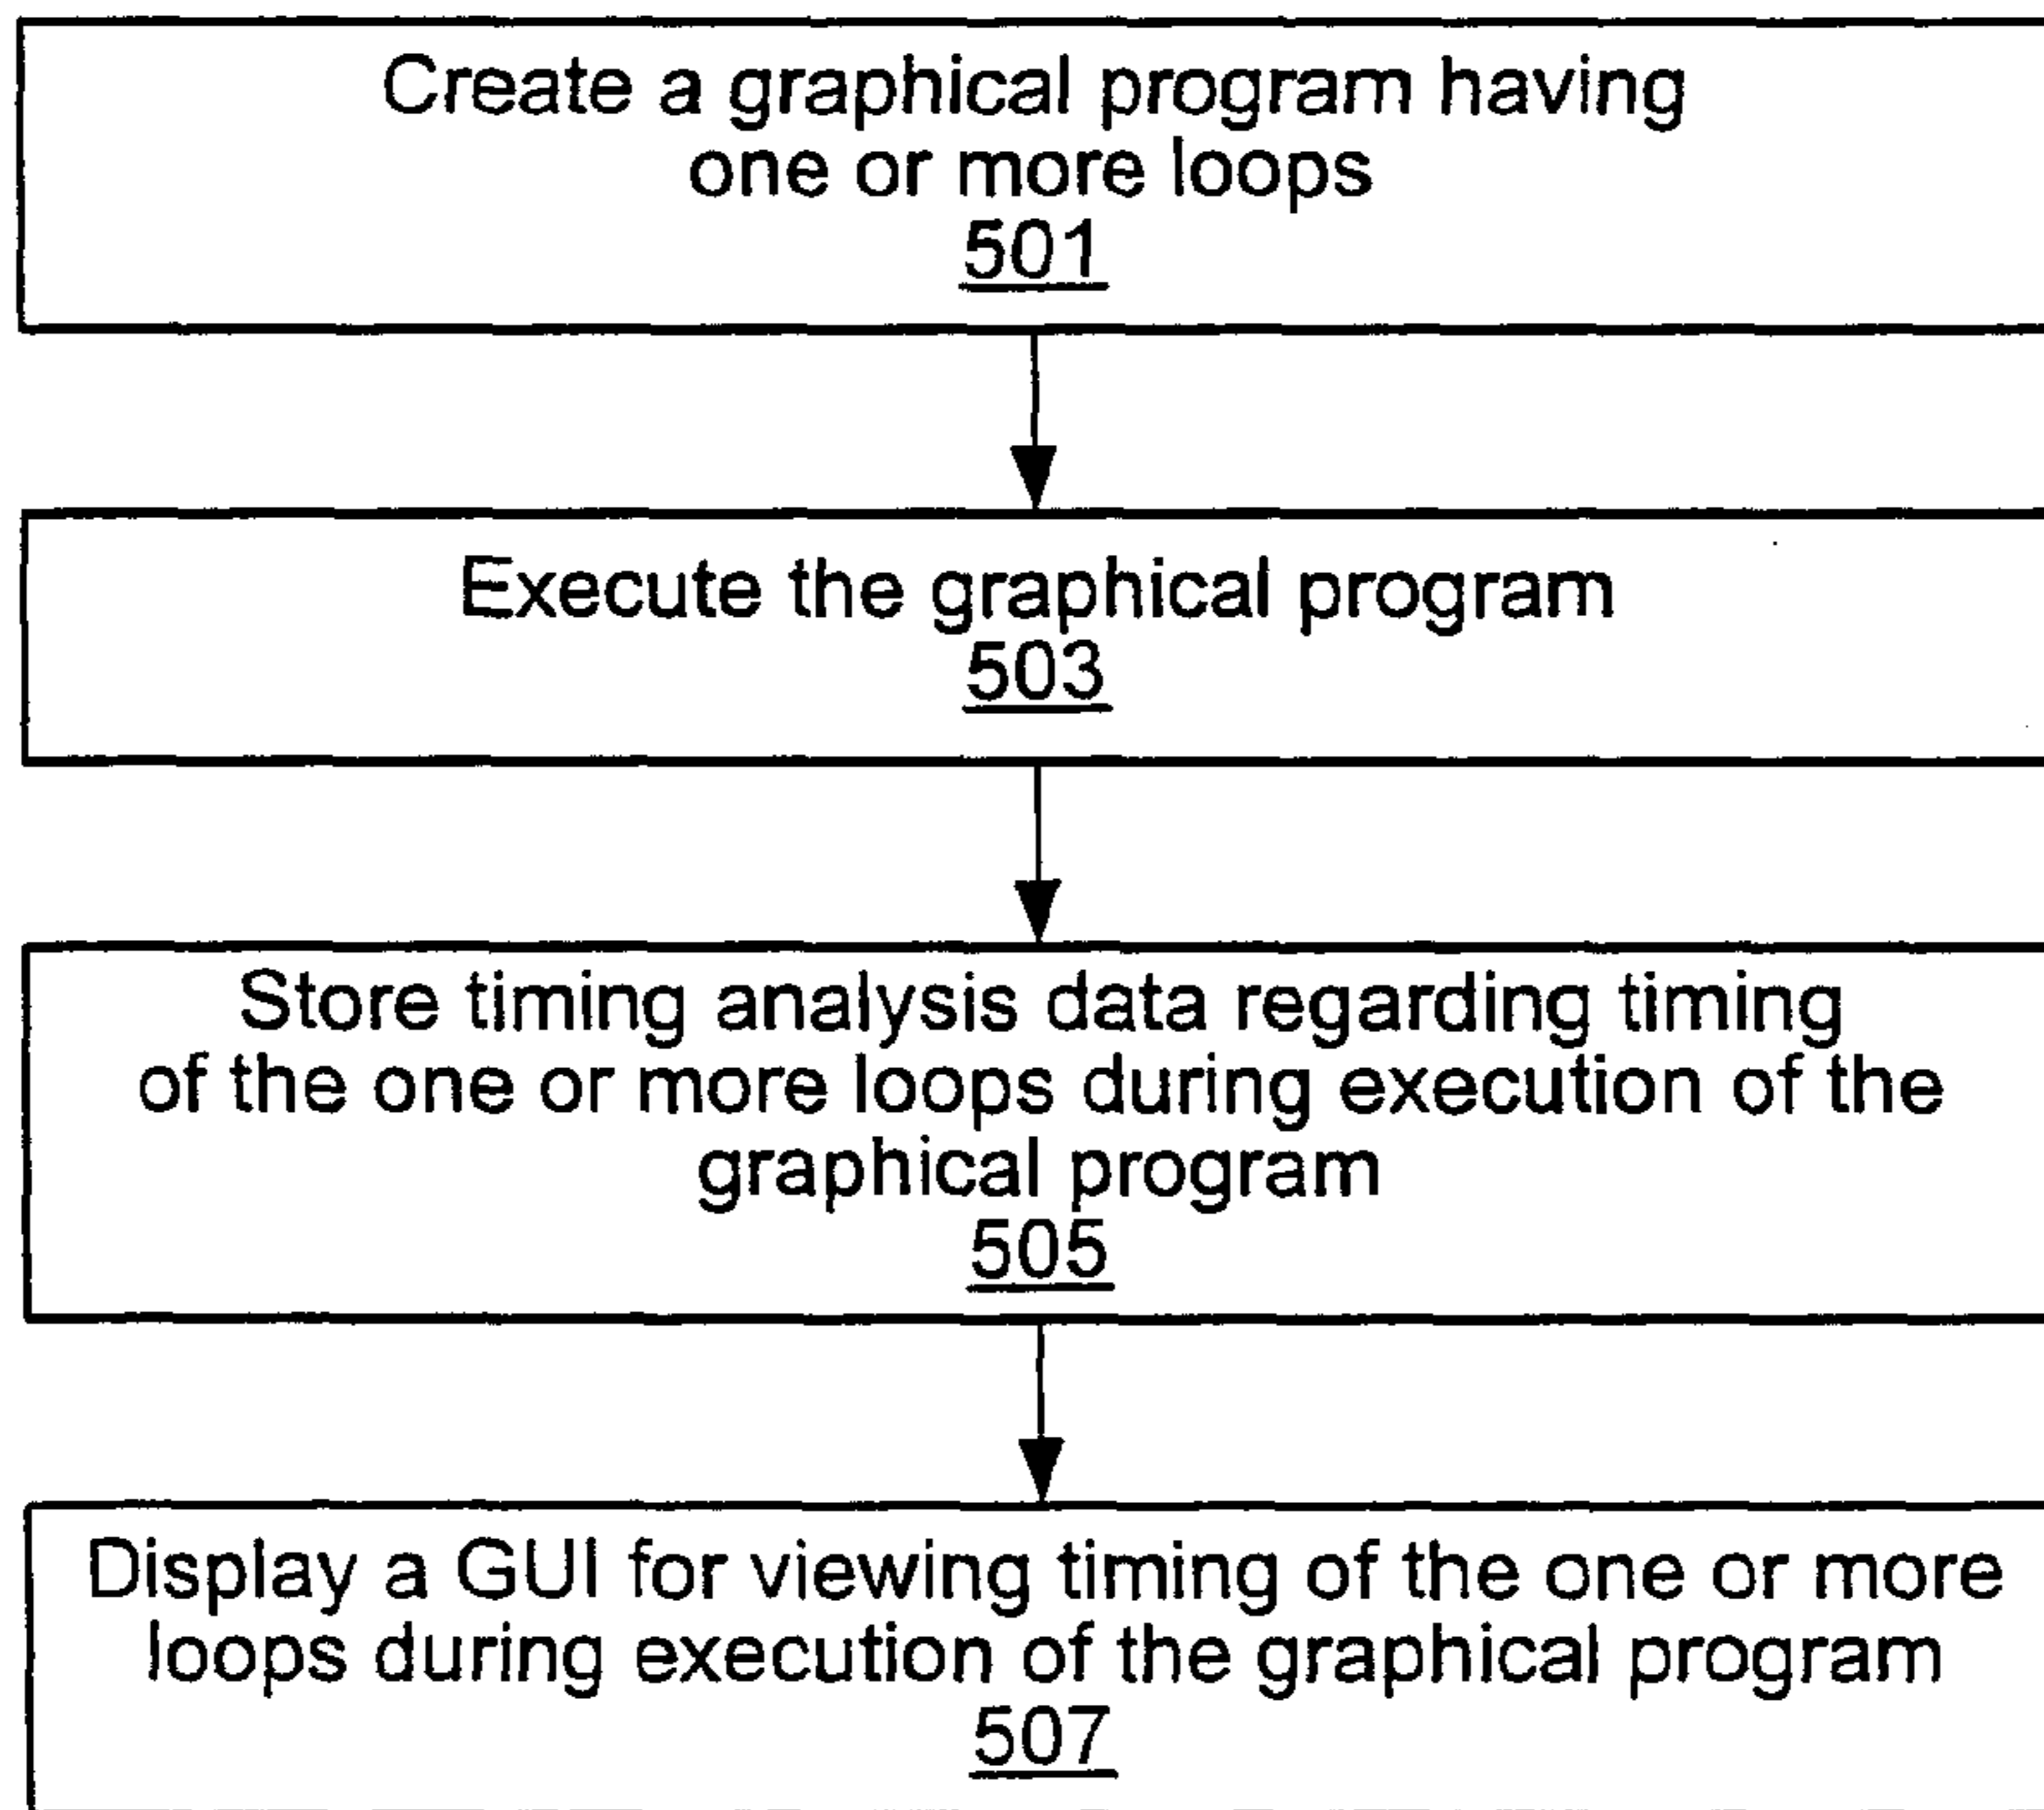 Create a graphical program having
one or more loops
501
Execute the graphical program
503
Store timing analysis data regarding timing
of the one or more loops during execution of the
graphical program
505
Display a GUI for viewing timing of the one or more
loops during execution of the graphical program
507